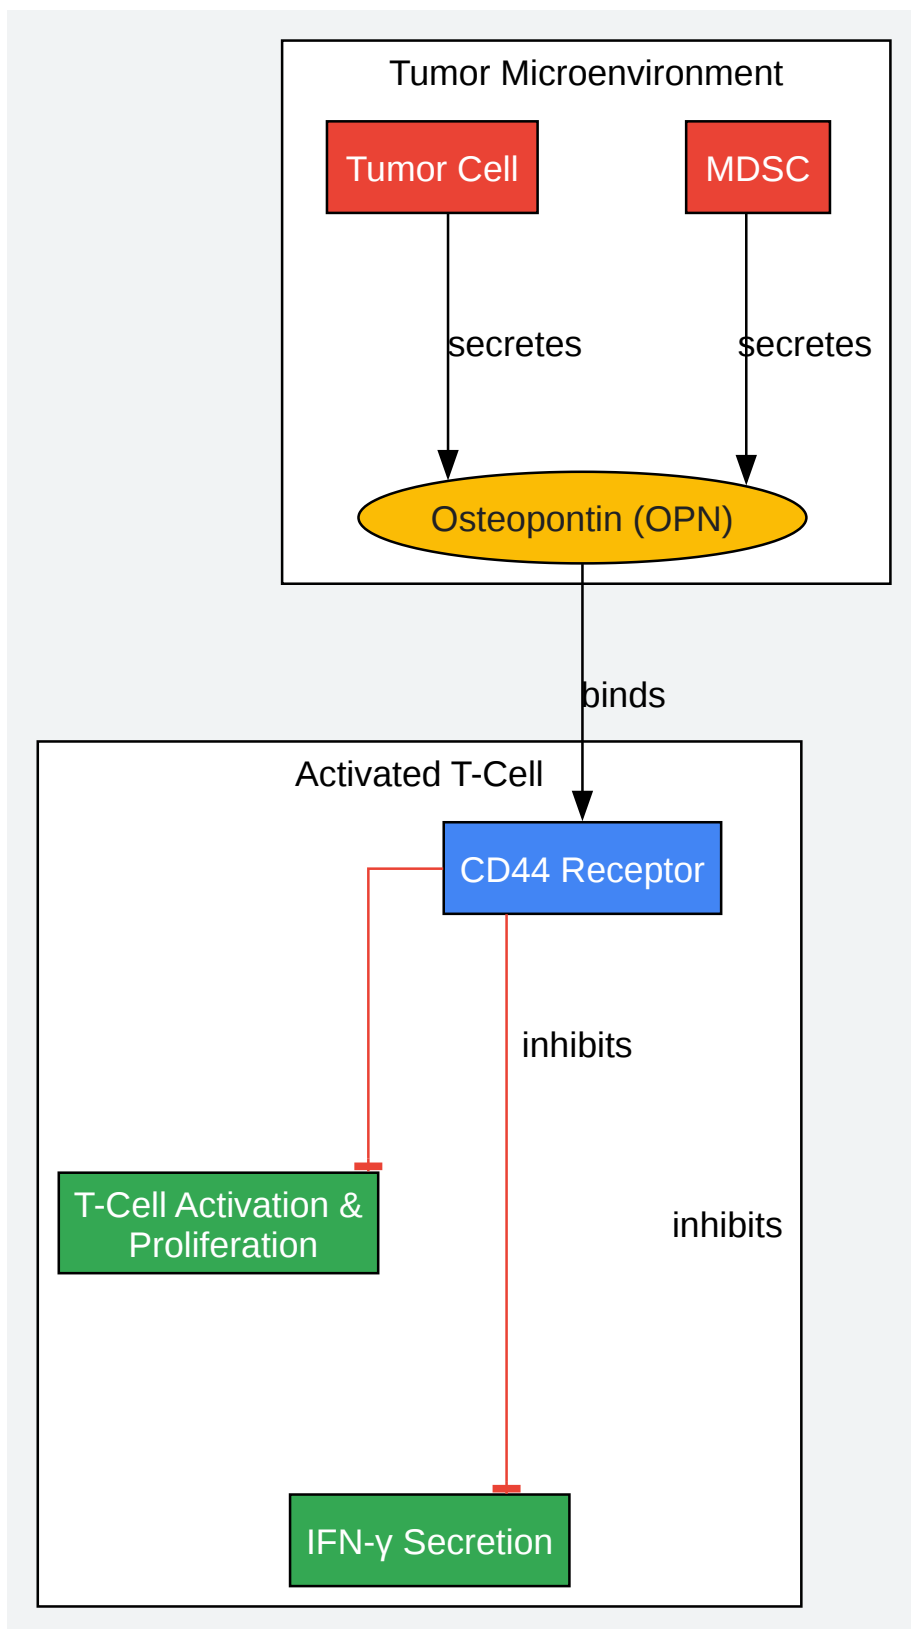 Tumor Microenvironment
Tumor Cell
MDSC
secretes
secretes
Osteopontin (OPN)
binds
Activated T-Cell
CD44 Receptor
inhibits
T-Cell Activation &
Proliferation
inhibits
IFN-γ Secretion